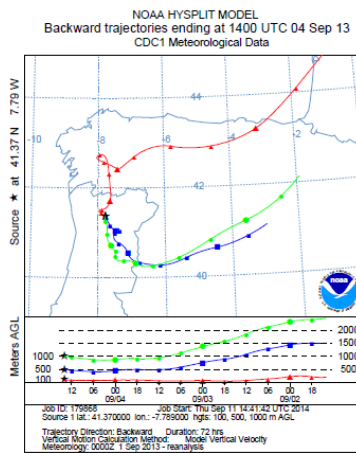 NOAA HYSPLIT MODEL
Backward trajectories ending at 1400 UTC 04 Sep 13
CDC1 Meteorological Data
Source ★ at 41.37 N 7.79 W
-10 -8 -6 -4 -2
44
42
40
noaa
Meters AGL
1000
500
100
2000
1500
1000
500
12 06 00 18 12 06 00 18 12 06 00 18
09/04 09/03 09/02
Job ID: 179868 Job Start: Thu Sep 11 14:41:42 UTC 2014
Source 1 lat.: 41.370000 lon.: -7.789000 hgts: 100, 500, 1000 m AGL
Trajectory Direction: Backward Duration: 72 hrs
Vertical Motion Calculation Method: Model Vertical Velocity
Meteorology: 0000Z 1 Sep 2013 - reanalysis